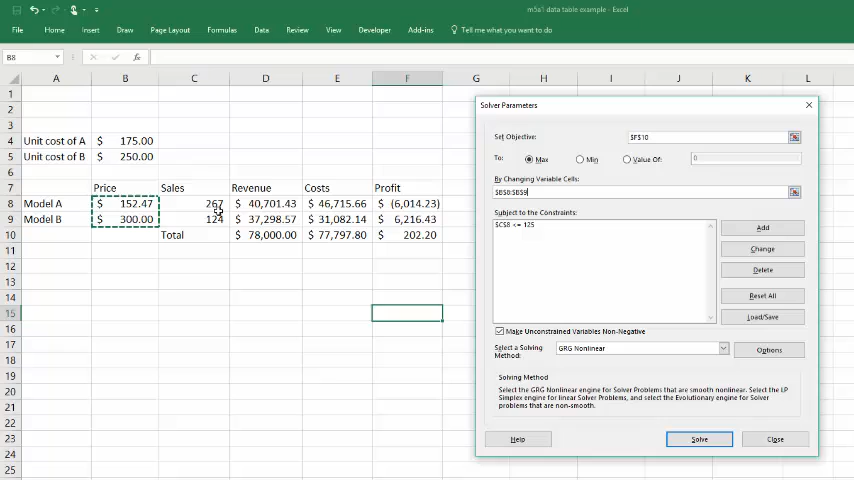 m5a1 data table example - Excel
File Home Insert Draw Page Layout Formulas Data Review View Developer Add-ins Tell me what you want to do
B8 fx
A B C D E F G H I J K L
1
2
3
4 Unit cost of A $ 175.00
5 Unit cost of B $ 250.00
6
7 Price Sales Revenue Costs Profit
8 Model A $ 152.47 267 $ 40,701.43 $ 46,715.66 $ (6,014.23)
9 Model B $ 300.00 124 $ 37,298.57 $ 31,082.14 $ 6,216.43
10 Total $ 78,000.00 $ 77,797.80 $ 202.20
11
12
13
14
15
16
17
18
19
20
21
22
23
24
25
Solver Parameters
Set Objective: $F$10
To: Max Min Value Of: 0
By Changing Variable Cells:
$B$8:$B$9
Subject to the Constraints:
$C$8 <= 125
Add
Change
Delete
Reset All
Load/Save
Make Unconstrained Variables Non-Negative
Select a Solving Method: GRG Nonlinear Options
Solving Method
Select the GRG Nonlinear engine for Solver Problems that are smooth nonlinear. Select the LP
Simplex engine for linear Solver Problems, and select the Evolutionary engine for Solver
problems that are non-smooth.
Help Solve Close